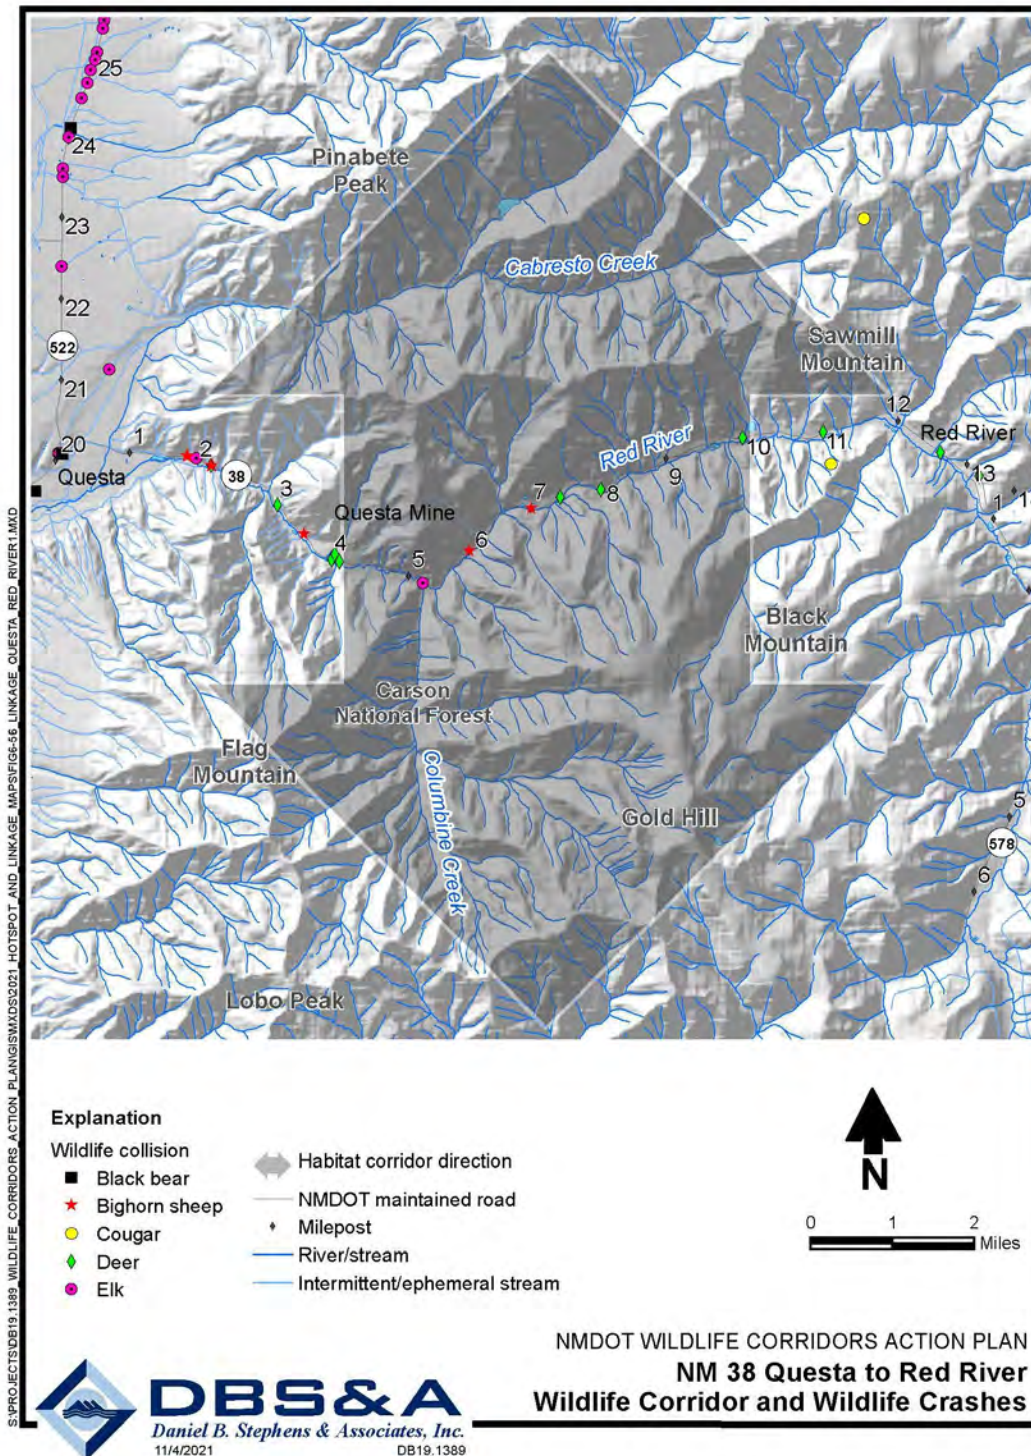 25
24
Pinabete
Peak
23
Cabresto Creek
22
522
Sawmill
Mountain
21
12
20
1
2
Red River
10
11
Red River
Questa
38
9
13
3
7
8
1
1
Questa Mine
4
6
5
Black
Mountain
Carson
National Forest
Flag
Mountain
Columbine Creek
Gold Hill
5
578
6
Lobo Peak
S:\PROJECTS\DB19.1389_WILDLIFE_CORRIDORS_ACTION_PLAN\GIS\MXDS\2021_HOTSPOT_AND_LINKAGE_MAPS\FIG6-56_LINKAGE_QUESTA_RED_RIVER1.MXD
Explanation
Wildlife collision
Black bear
Bighorn sheep
Cougar
Deer
Elk
Habitat corridor direction
NMDOT maintained road
Milepost
River/stream
Intermittent/ephemeral stream
N
0 1 2
Miles
NMDOT WILDLIFE CORRIDORS ACTION PLAN
NM 38 Questa to Red River
Wildlife Corridor and Wildlife Crashes
DBS&A
Daniel B. Stephens & Associates, Inc.
11/4/2021 DB19.1389